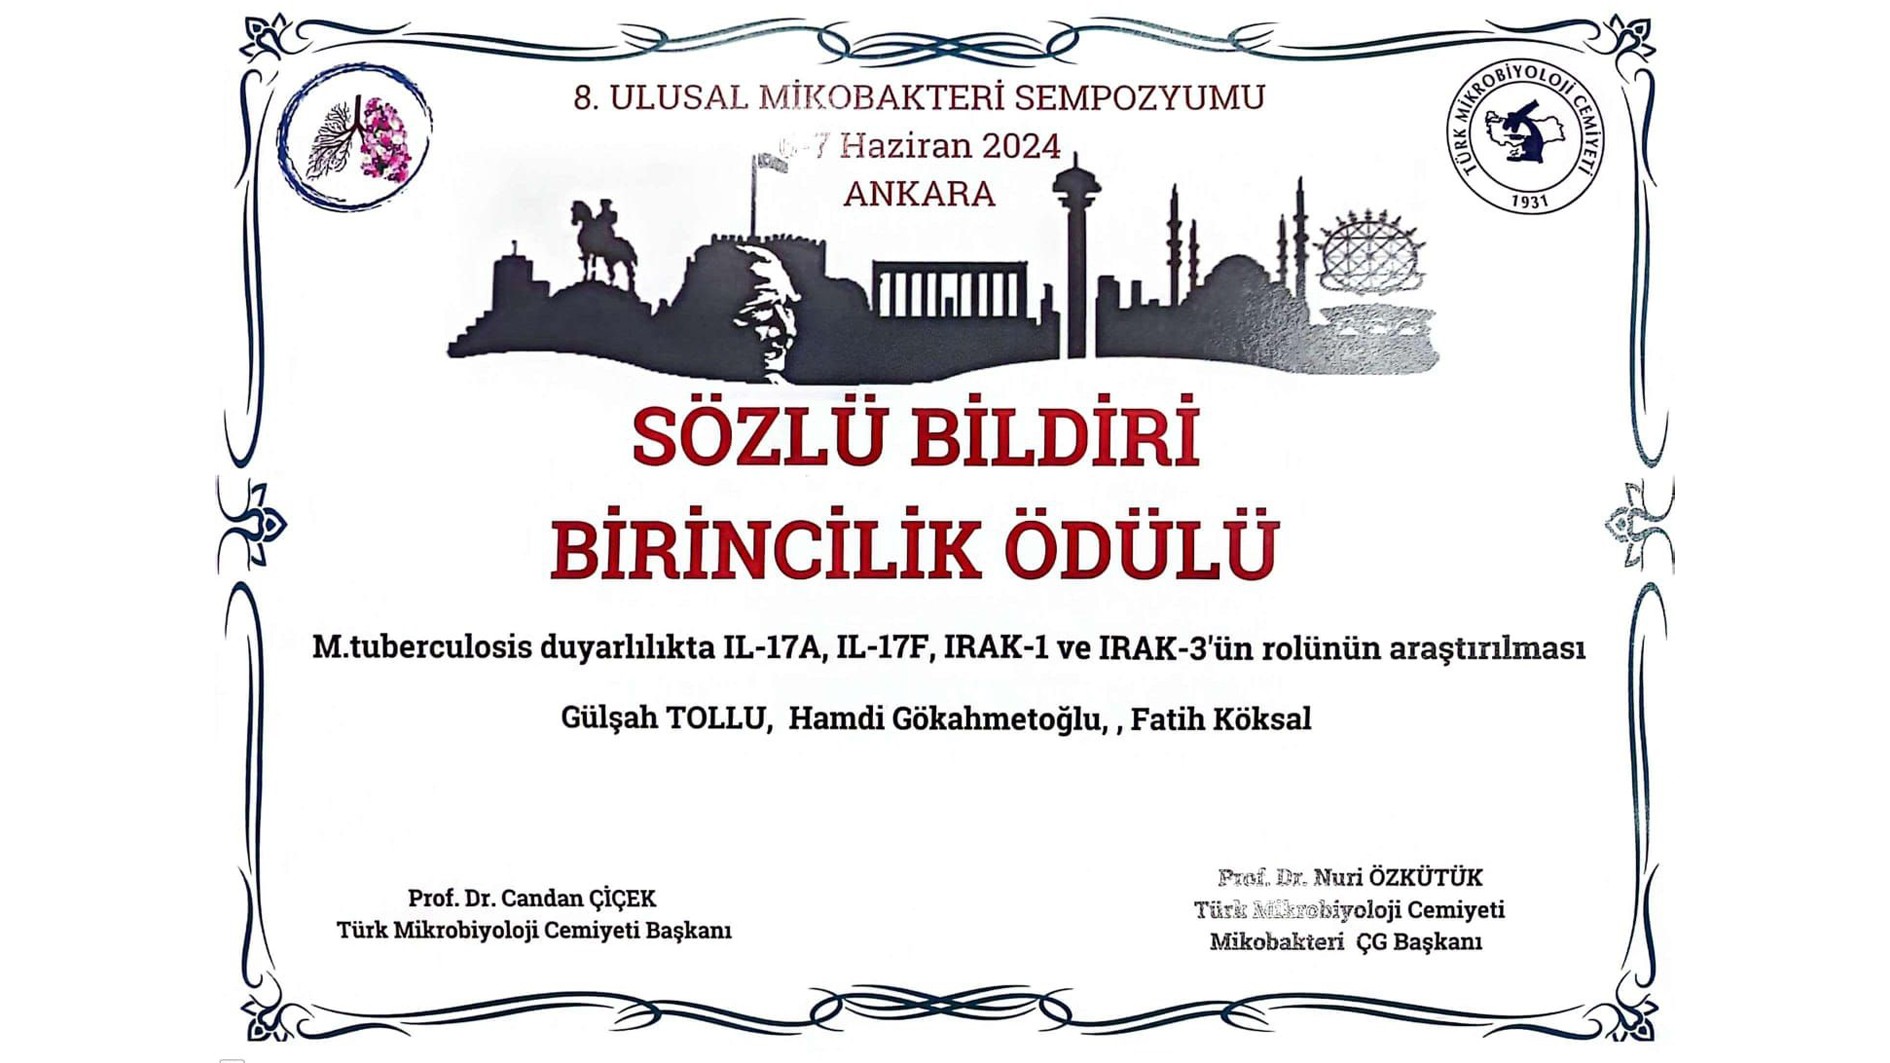 8. ULUSAL MİKOBAKTERİ SEMPOZYUMU
6-7 Haziran 2024
ANKARA
TÜRK MİKROBİYOLOJİ CEMİYETİ
1931
SÖZLÜ BİLDİRİ
BİRİNCİLİK ÖDÜLÜ
M.tuberculosis duyarlılıkta IL-17A, IL-17F, IRAK-1 ve IRAK-3'ün rolünün araştırılması
Gülşah TOLLU, Hamdi Gökahmetoğlu, , Fatih Köksal
Prof. Dr. Candan ÇİÇEK
Türk Mikrobiyoloji Cemiyeti Başkanı
Prof. Dr. Nuri ÖZKÜTÜK
Türk Mikrobiyoloji Cemiyeti
Mikobakteri ÇG Başkanı